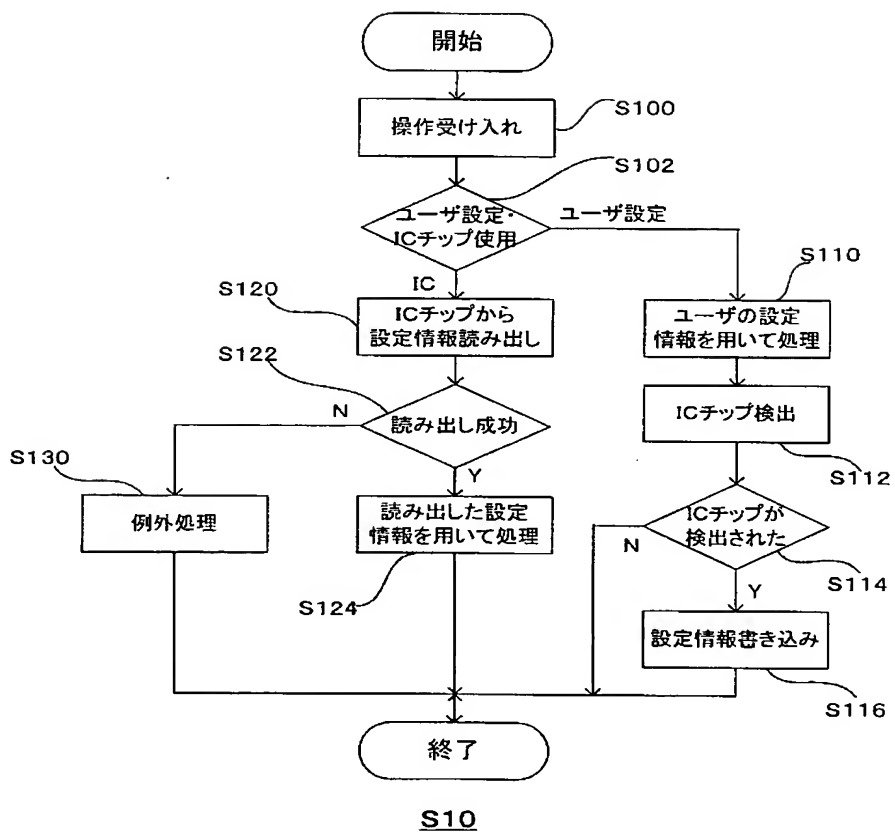 開始
操作受け入れ
S100
S102
ユーザ設定・
ICチップ使用
ユーザ設定
IC
S110
ユーザの設定
情報を用いて処理
S120
ICチップから
設定情報読み出し
S122
N
読み出し成功
Y
ICチップ検出
S112
S130
例外処理
読み出した設定
情報を用いて処理
S124
ICチップが
検出された
N
S114
Y
設定情報書き込み
S116
終了
S10